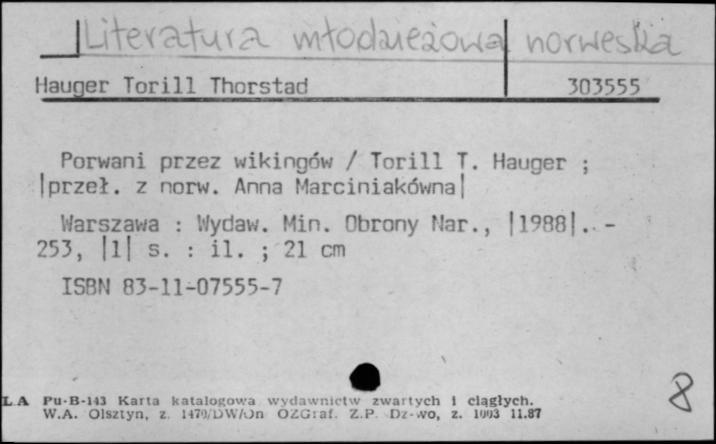 Literatura młodzieżowa norweska
Hauger Torill Thorstad 303555
Porwani przez wikingów / Torill T. Hauger ;
|przeł. z norw. Anna Marciniakówna|
Warszawa : Wydaw. Min. Obrony Nar., |1988|. -
253, |1| s. : il. ; 21 cm
ISBN 83-11-07555-7
8
LA Pu-B-143 Karta katalogowa wydawnictw zwartych i ciągłych.
W.A. Olsztyn, z. 1470/DW/On OZGraf. Z.P. Dz-wo, z. 1003 11.87